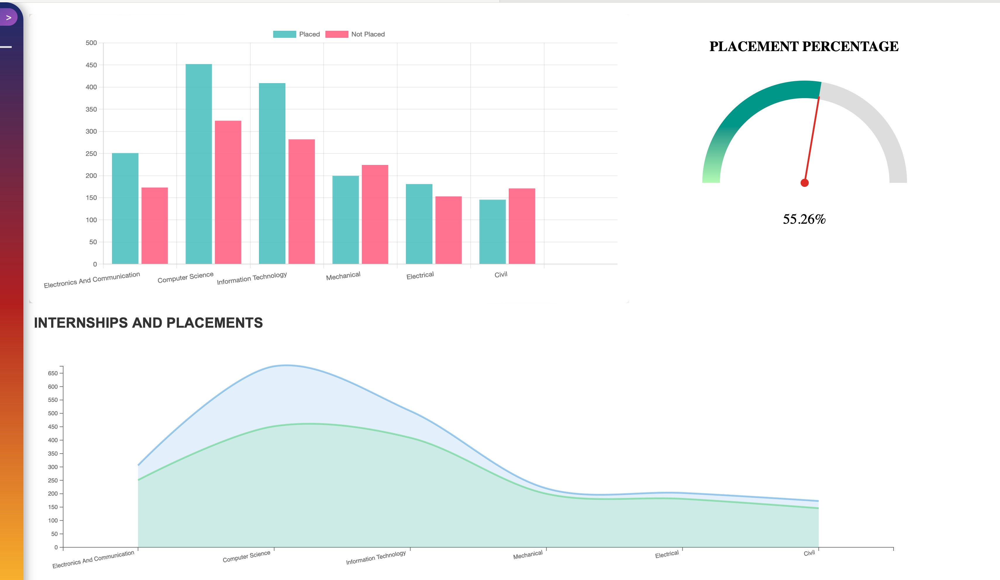 >
Placed Not Placed
500
450
400
350
300
250
200
150
100
50
0
Electronics And Communication
Computer Science
Information Technology
Mechanical
Electrical
Civil
PLACEMENT PERCENTAGE
55.26%
INTERNSHIPS AND PLACEMENTS
650
600
550
500
450
400
350
300
250
200
150
100
50
0
Electronics And Communication
Computer Science
Information Technology
Mechanical
Electrical
Civil